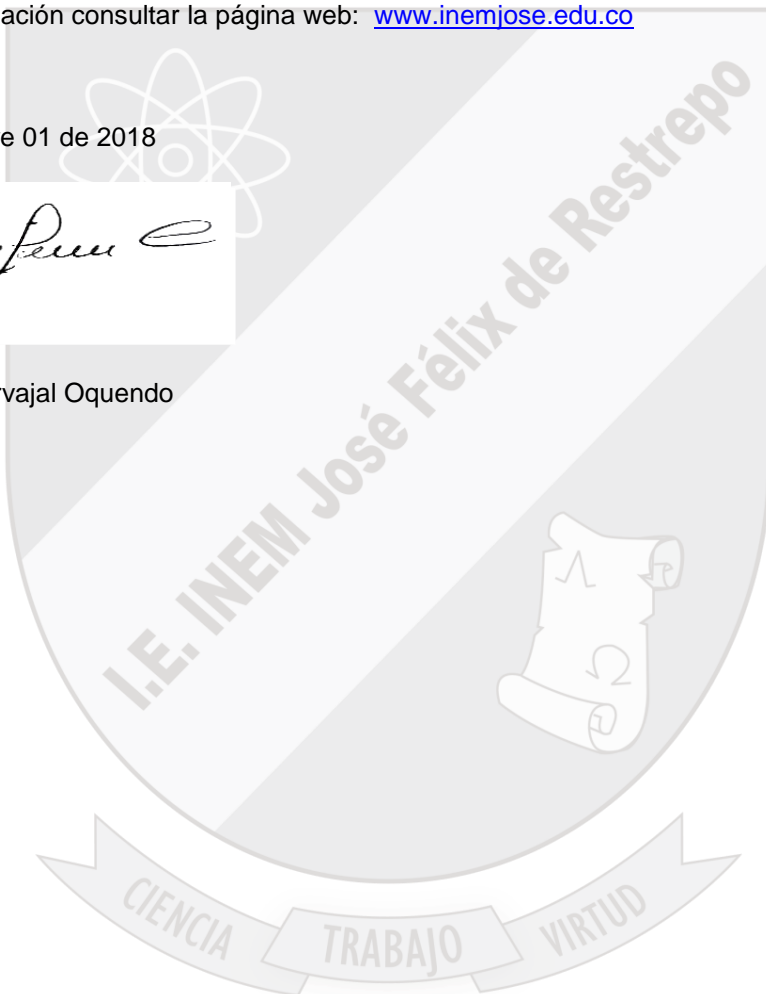 ación consultar la página web: www.inemjose.edu.co
e 01 de 2018
rvajal Oquendo
I.E. INEM José Félix de Restrepo
CIENCIA TRABAJO VIRTUD